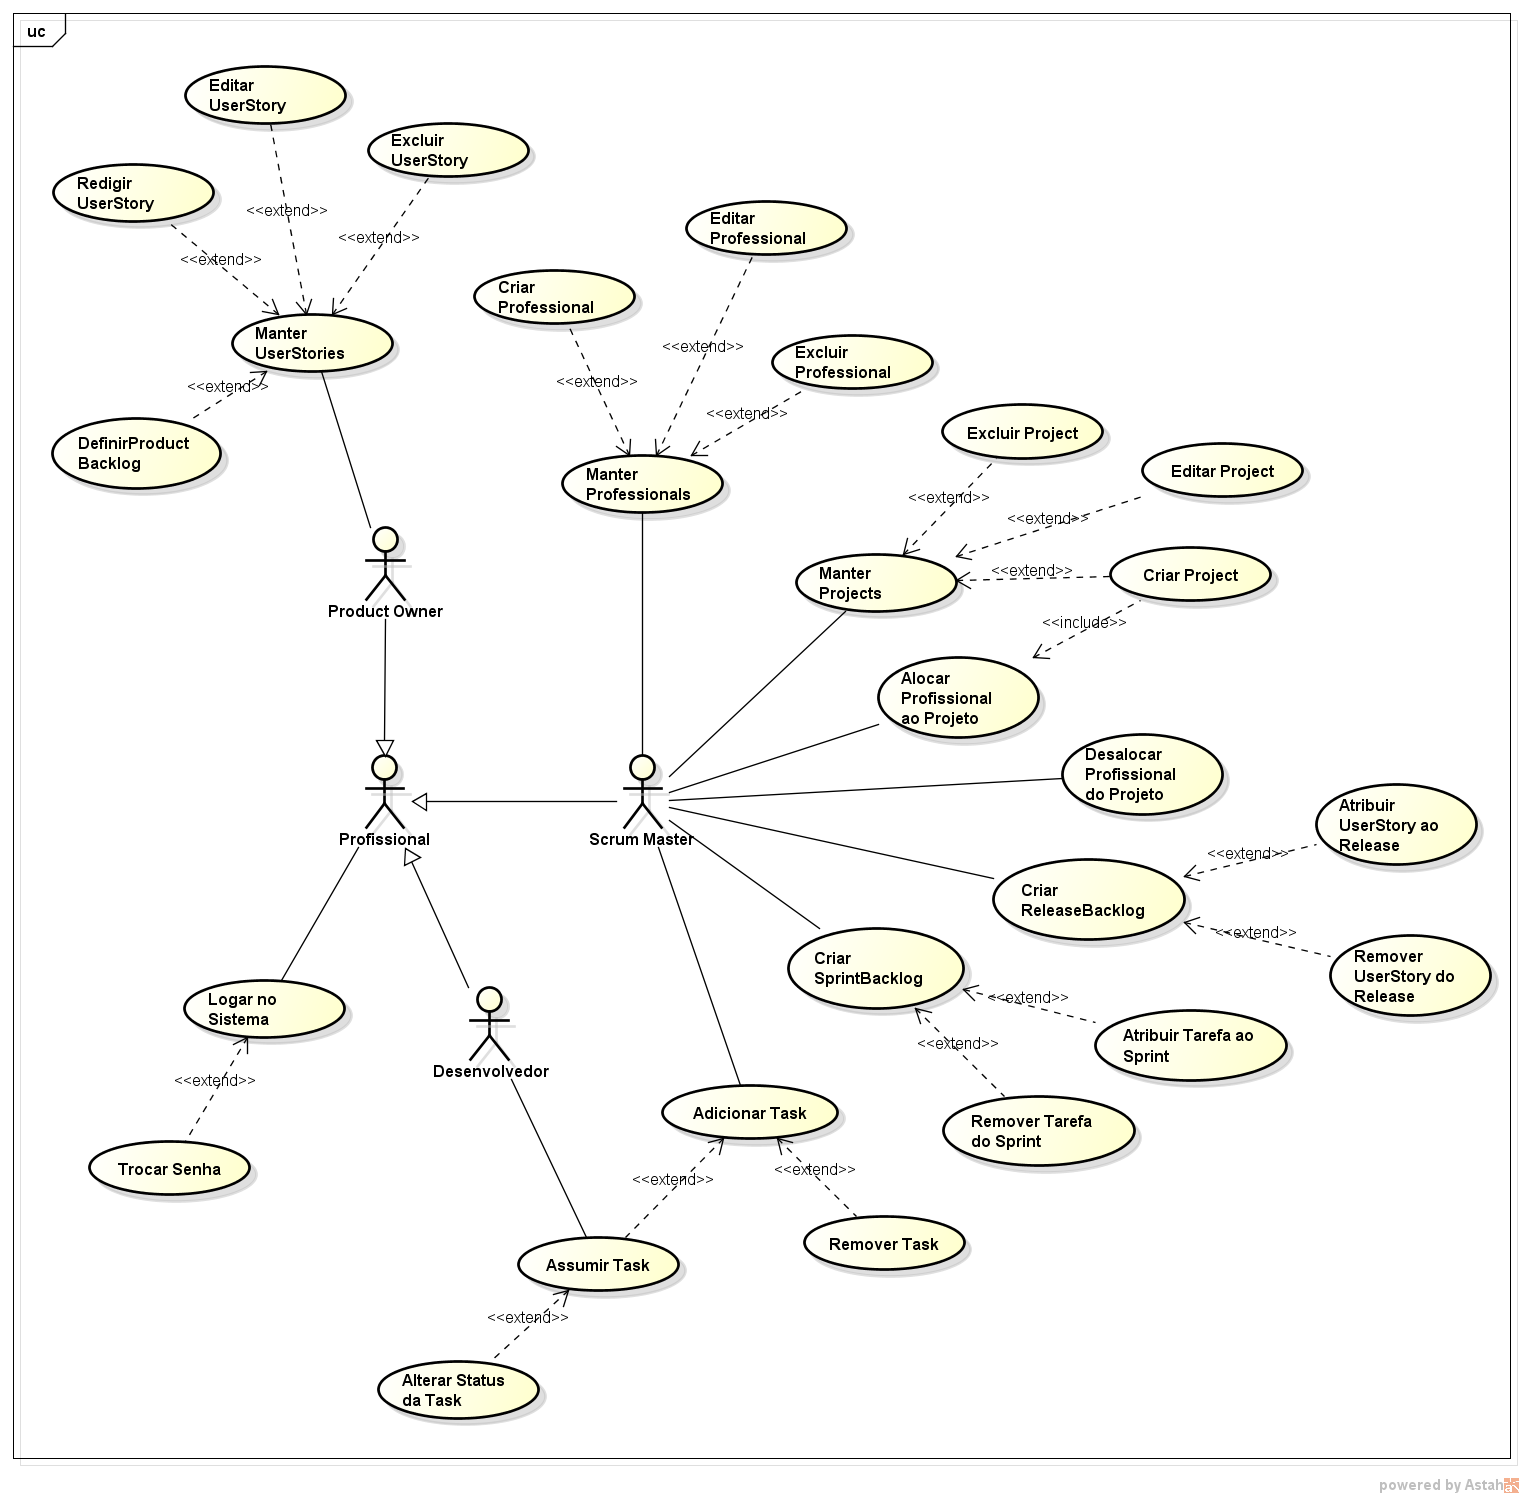 uc
Editar
UserStory
Excluir
UserStory
Redigir
UserStory
<<extend>>
<<extend>>
<<extend>>
Manter
UserStories
<<extend>>
DefinirProduct
Backlog
Editar
Professional
Criar
Professional
Excluir
Professional
<<extend>>
<<extend>>
<<extend>>
Manter
Professionals
Excluir Project
Editar Project
<<extend>>
<<extend>>
Manter
Projects
<<extend>>
Criar Project
<<include>>
Product Owner
Alocar
Profissional
ao Projeto
Desalocar
Profissional
do Projeto
Profissional
Scrum Master
Atribuir
UserStory ao
Release
<<extend>>
Criar
ReleaseBacklog
<<extend>>
Remover
UserStory do
Release
Criar
SprintBacklog
<<extend>>
Atribuir Tarefa ao
Sprint
<<extend>>
Remover Tarefa
do Sprint
Logar no
Sistema
<<extend>>
Trocar Senha
Desenvolvedor
Adicionar Task
<<extend>>
<<extend>>
Remover Task
Assumir Task
<<extend>>
Alterar Status
da Task
powered by Astah